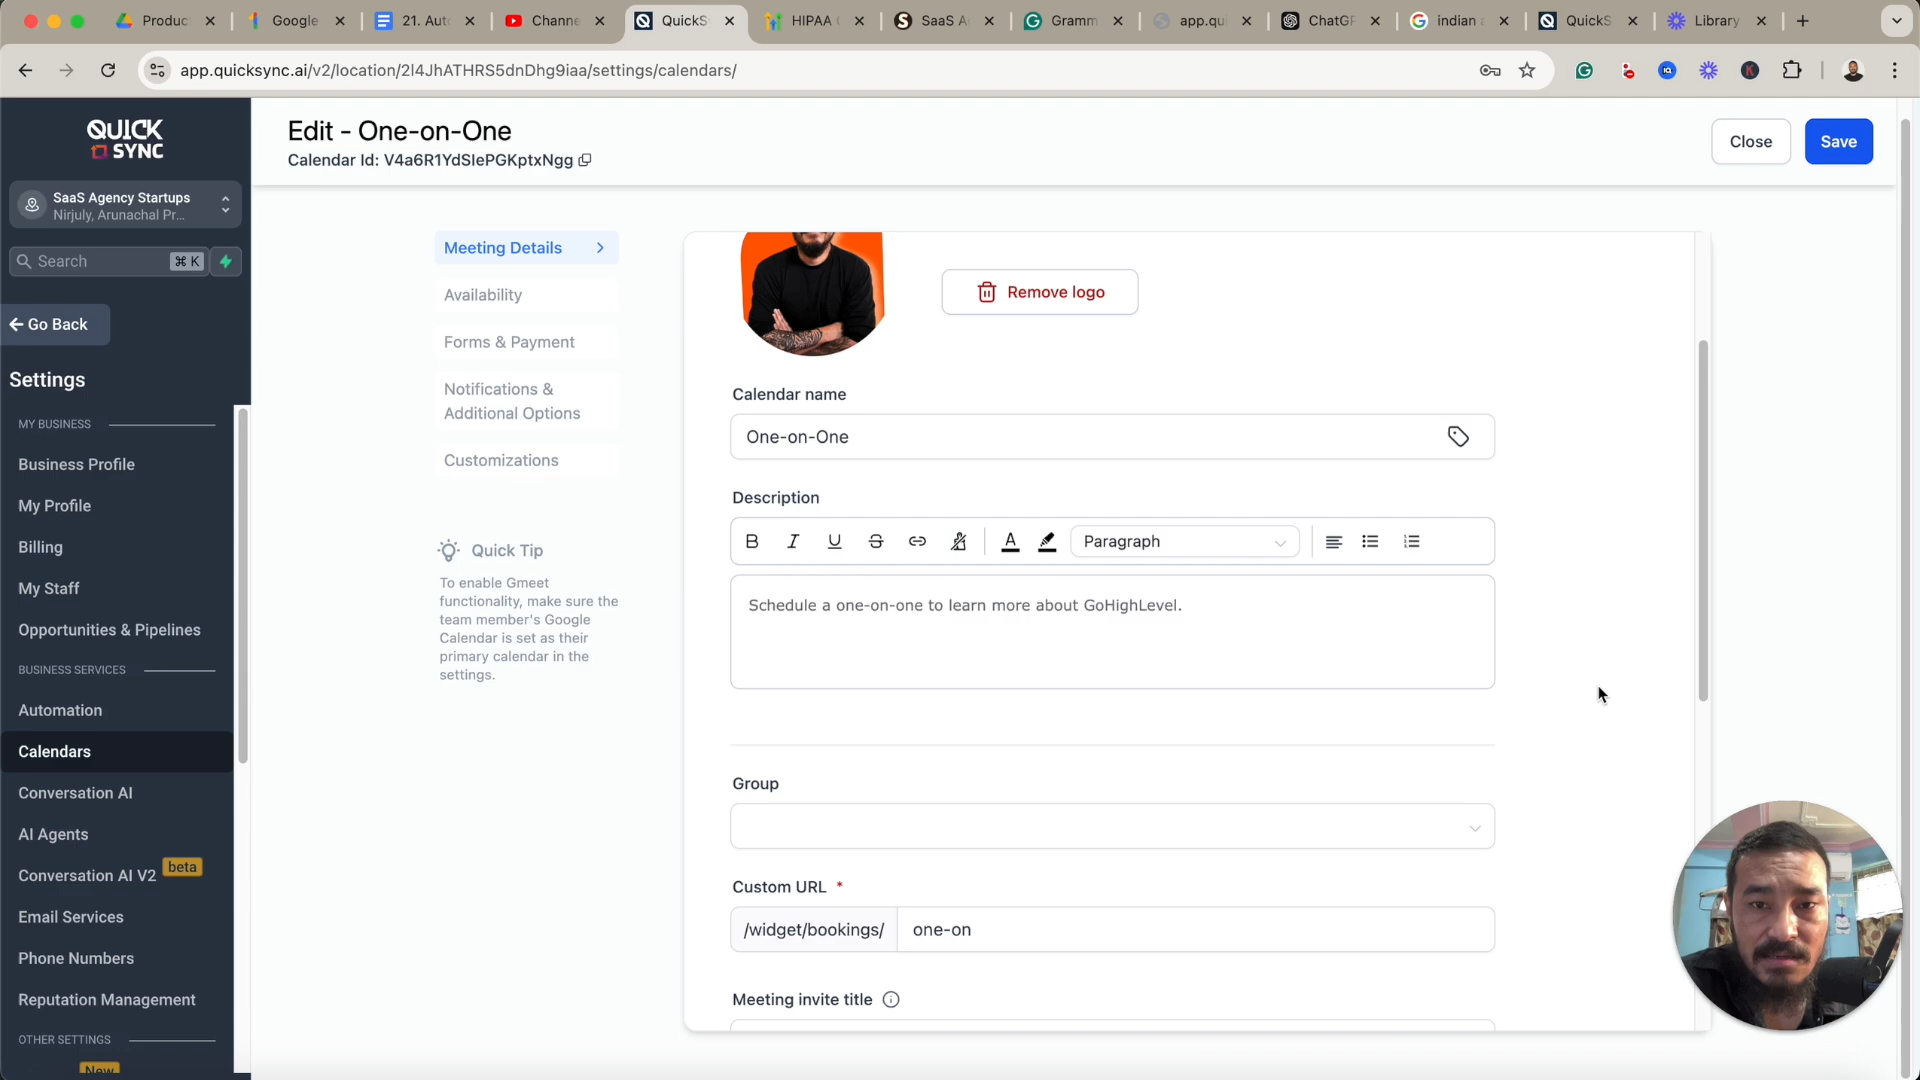 Produc
Google
21. Aut
Channe
QuickS
HIPAA
SaaS A
Gramm
app.qui
ChatGP
indian
QuickS
Library
app.quicksync.ai/v2/location/2l4JhATHRS5dnDhg9iaa/settings/calendars/
QUICK
SYNC
SaaS Agency Startups
Nirjuly, Arunachal Pr...
Search ⌘ K
Go Back
Settings
MY BUSINESS
Business Profile
My Profile
Billing
My Staff
Opportunities & Pipelines
BUSINESS SERVICES
Automation
Calendars
Conversation AI
AI Agents
Conversation AI V2 beta
Email Services
Phone Numbers
Reputation Management
OTHER SETTINGS
New
Edit - One-on-One
Calendar Id: V4a6R1YdSIePGKptxNgg
Close
Save
Meeting Details
Availability
Forms & Payment
Notifications &
Additional Options
Customizations
Quick Tip
To enable Gmeet
functionality, make sure the
team member's Google
Calendar is set as their
primary calendar in the
settings.
Remove logo
Calendar name
One-on-One
Description
B I U S A Paragraph
Schedule a one-on-one to learn more about GoHighLevel.
Group
Custom URL *
/widget/bookings/ one-on
Meeting invite title